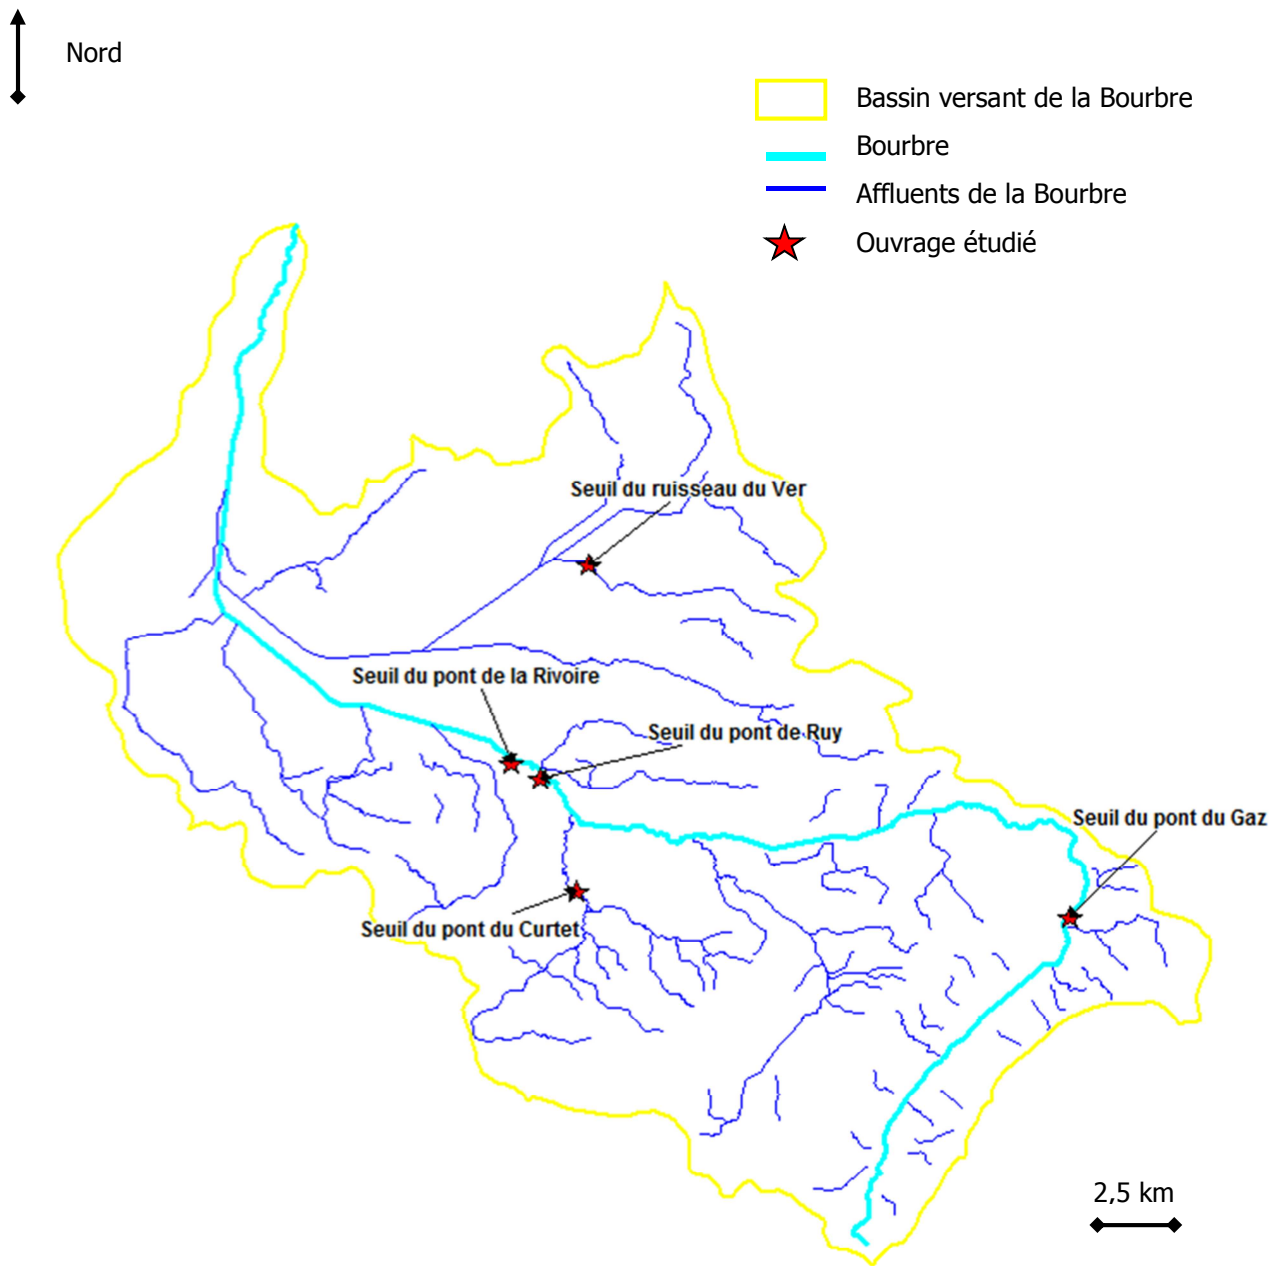 Nord
Bassin versant de la Bourbre
Bourbre
Affluents de la Bourbre
Ouvrage étudié
Seuil du ruisseau du Ver
Seuil du pont de la Rivoire
Seuil du pont de Ruy
Seuil du pont du Gaz
Seuil du pont du Curtet
2,5 km